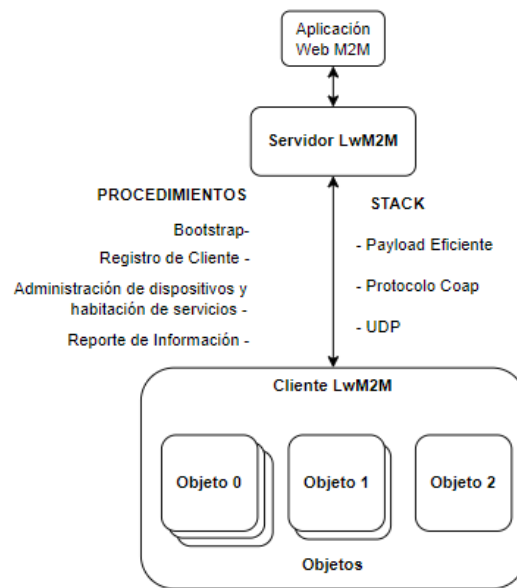 Aplicación
Web M2M
Servidor LwM2M
PROCEDIMIENTOS
Bootstrap-
Registro de Cliente -
Administración de dispositivos y
habitación de servicios -
Reporte de Información -
STACK
- Payload Eficiente
- Protocolo Coap
- UDP
Cliente LwM2M
Objeto 0
Objeto 1
Objeto 2
Objetos